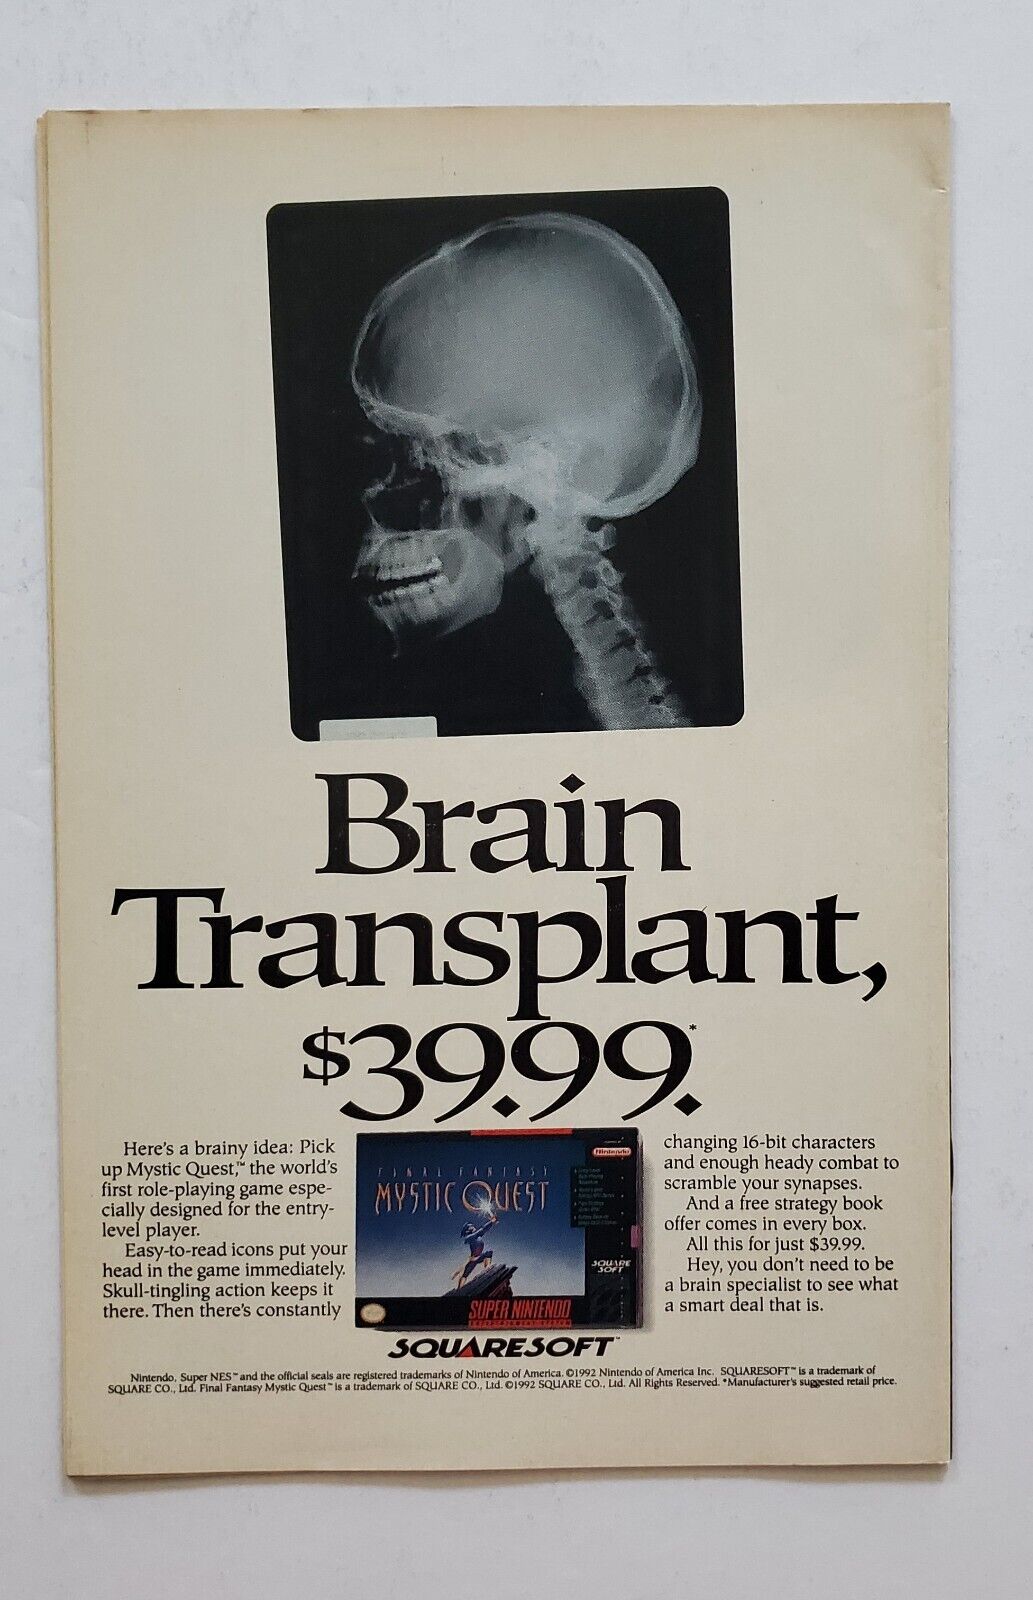 Brain
Transplant,
$39.99.*
Here's a brainy idea: Pick
up Mystic Quest,™ the world's
first role-playing game espe-
cially designed for the entry-
level player.
Easy-to-read icons put your
head in the game immediately.
Skull-tingling action keeps it
there. Then there's constantly
changing 16-bit characters
and enough heady combat to
scramble your synapses.
And a free strategy book
offer comes in every box.
All this for just $39.99.
Hey, you don't need to be
a brain specialist to see what
a smart deal that is.
Nintendo
FINAL FANTASY
MYSTIC QUEST
SQUARE
SOFT
SUPER NINTENDO
SQUARESOFT™
Nintendo, Super NES™ and the official seals are registered trademarks of Nintendo of America. ©1992 Nintendo of America Inc. SQUARESOFT™ is a trademark of
SQUARE CO., Ltd. Final Fantasy Mystic Quest™ is a trademark of SQUARE CO., Ltd. ©1992 SQUARE CO., Ltd. All Rights Reserved. *Manufacturer's suggested retail price.